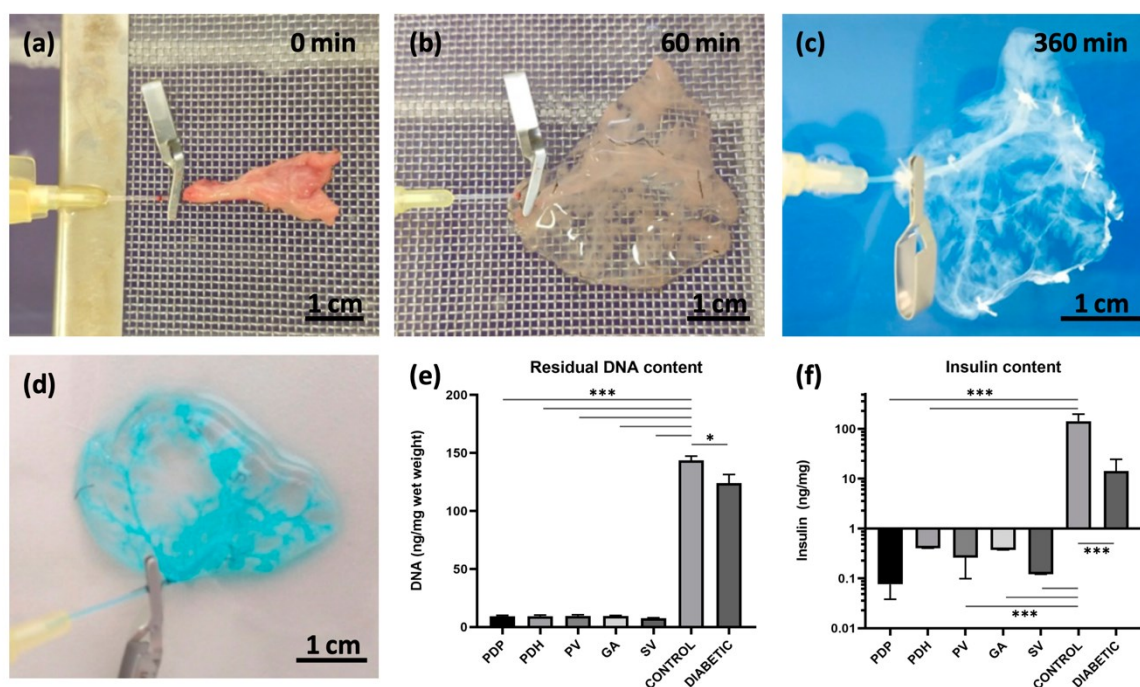 (a)
0 min
1 cm
(b)
60 min
1 cm
(c)
360 min
1 cm
(d)
1 cm
(e)
Residual DNA content
DNA (ng/mg wet weight)
200
150
100
50
0
***
*
PDP
PDH
PV
GA
SV
CONTROL
DIABETIC
(f)
Insulin content
Insulin (ng/mg)
100
10
1
0.1
0.01
***
***
***
PDP
PDH
PV
GA
SV
CONTROL
DIABETIC